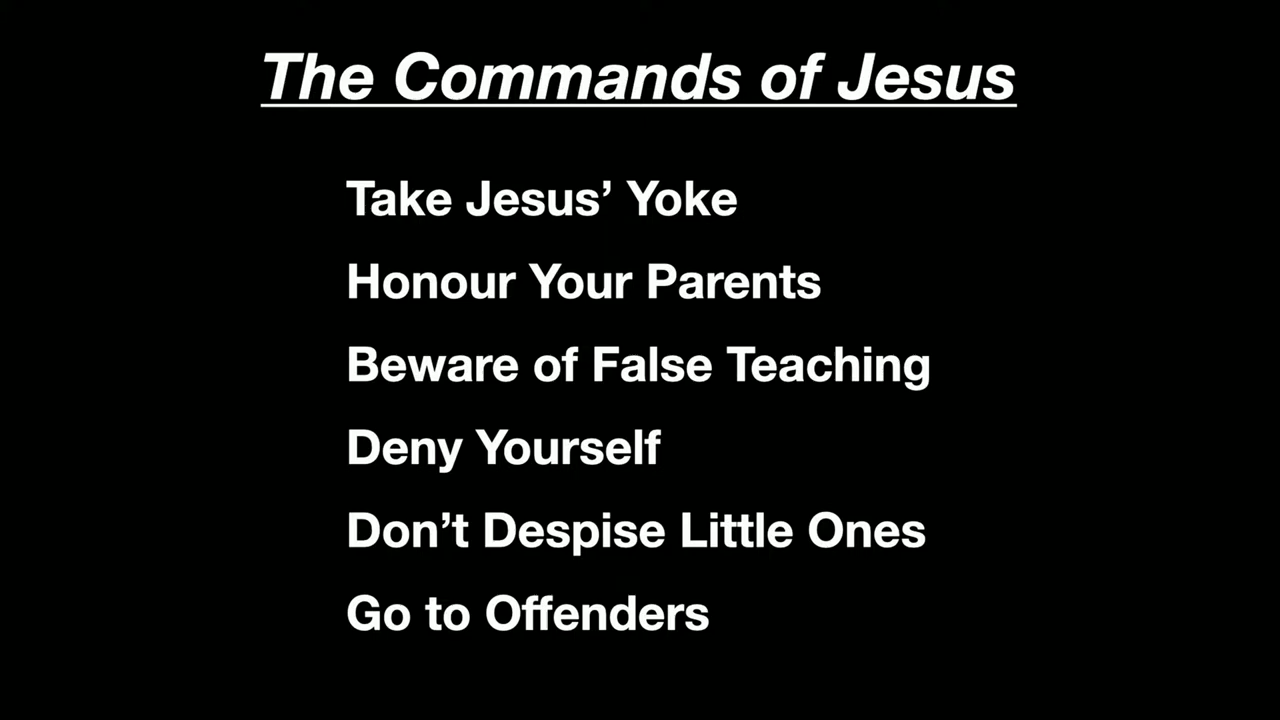 The Commands of Jesus
Take Jesus’ Yoke
Honour Your Parents
Beware of False Teaching
Deny Yourself
Don’t Despise Little Ones
Go to Offenders